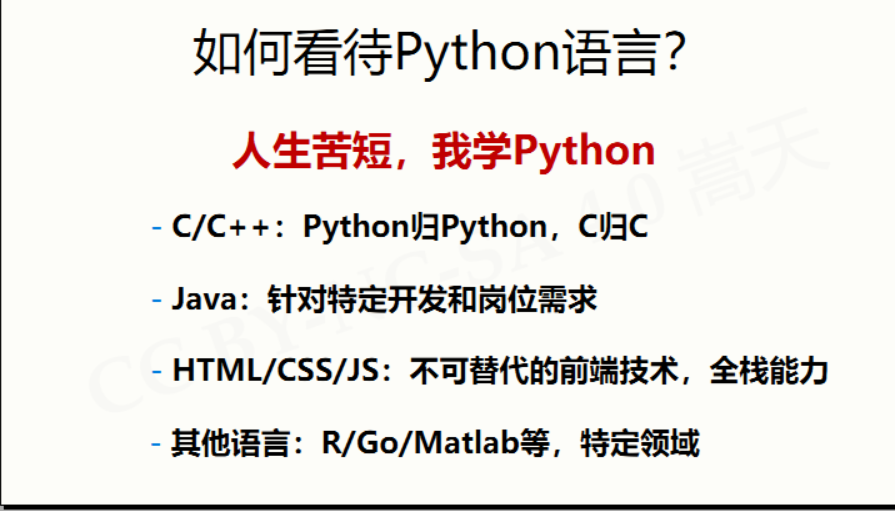 如何看待Python语言？
人生苦短，我学Python
- C/C++：Python归Python，C归C
- Java：针对特定开发和岗位需求
- HTML/CSS/JS：不可替代的前端技术，全栈能力
- 其他语言：R/Go/Matlab等，特定领域
CC BY-NC-SA 4.0 嵩天